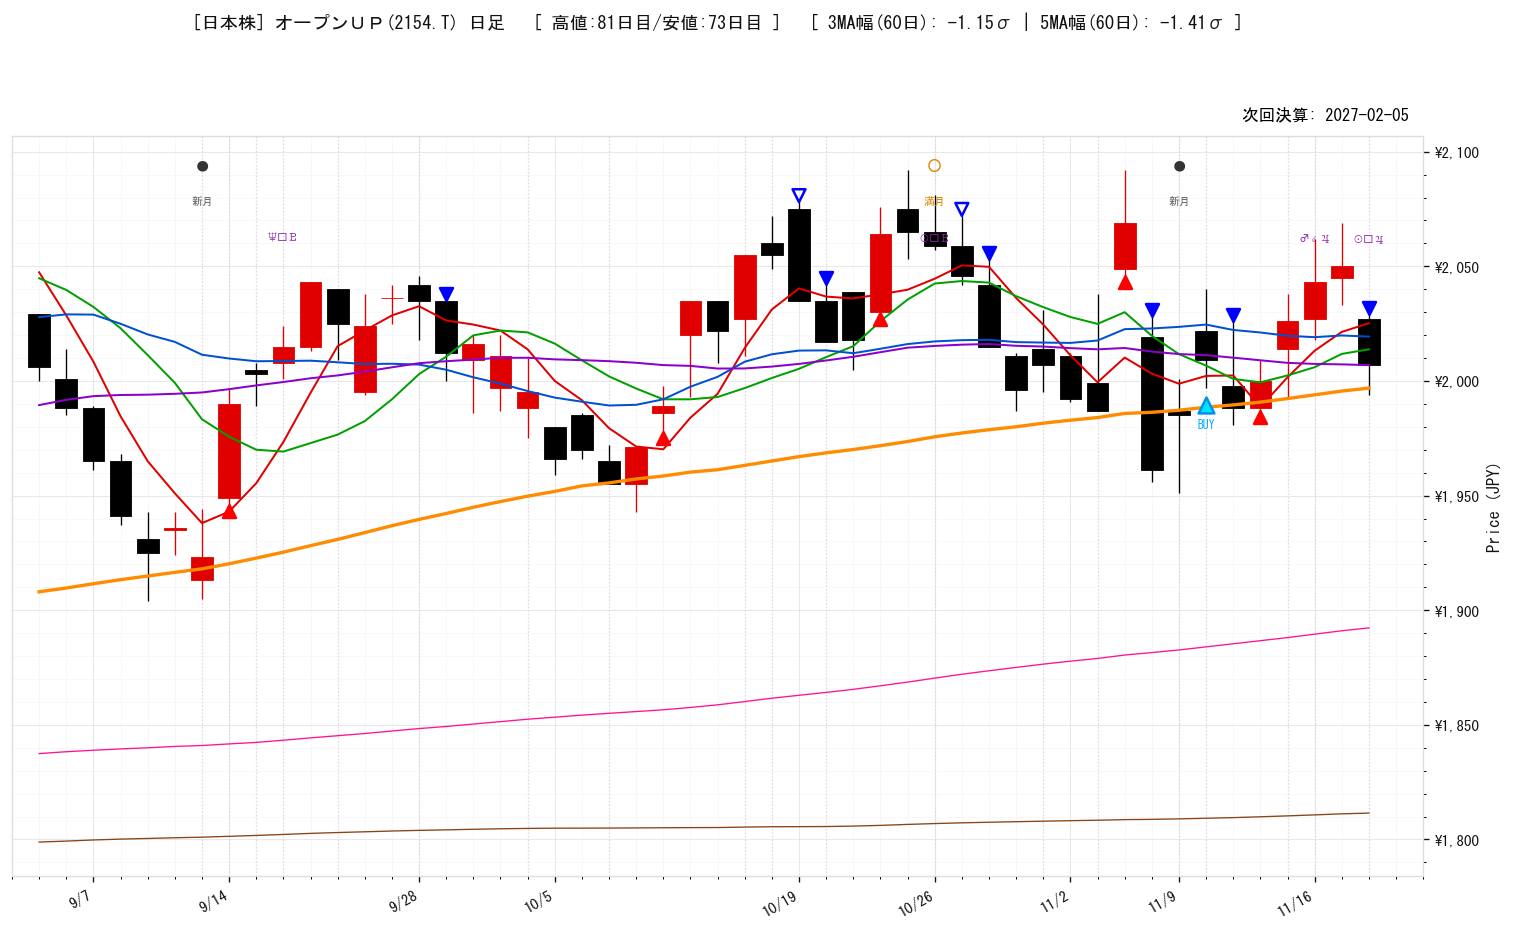 [日本株] オープンＵＰ(2154.T) 日足　 [ 高値:81日目/安値:73日目 ]　 [ 3MA幅(60日): -1.15σ | 5MA幅(60日): -1.41σ ]
次回決算: 2027-02-05
¥2,100
新月
満月
新月
♆□♇
☉□♇
♂☌♃
☉□♃
¥2,050
¥2,000
BUY
¥1,950
¥1,900
¥1,850
¥1,800
Price (JPY)
9/7
9/14
9/28
10/5
10/19
10/26
11/2
11/9
11/16